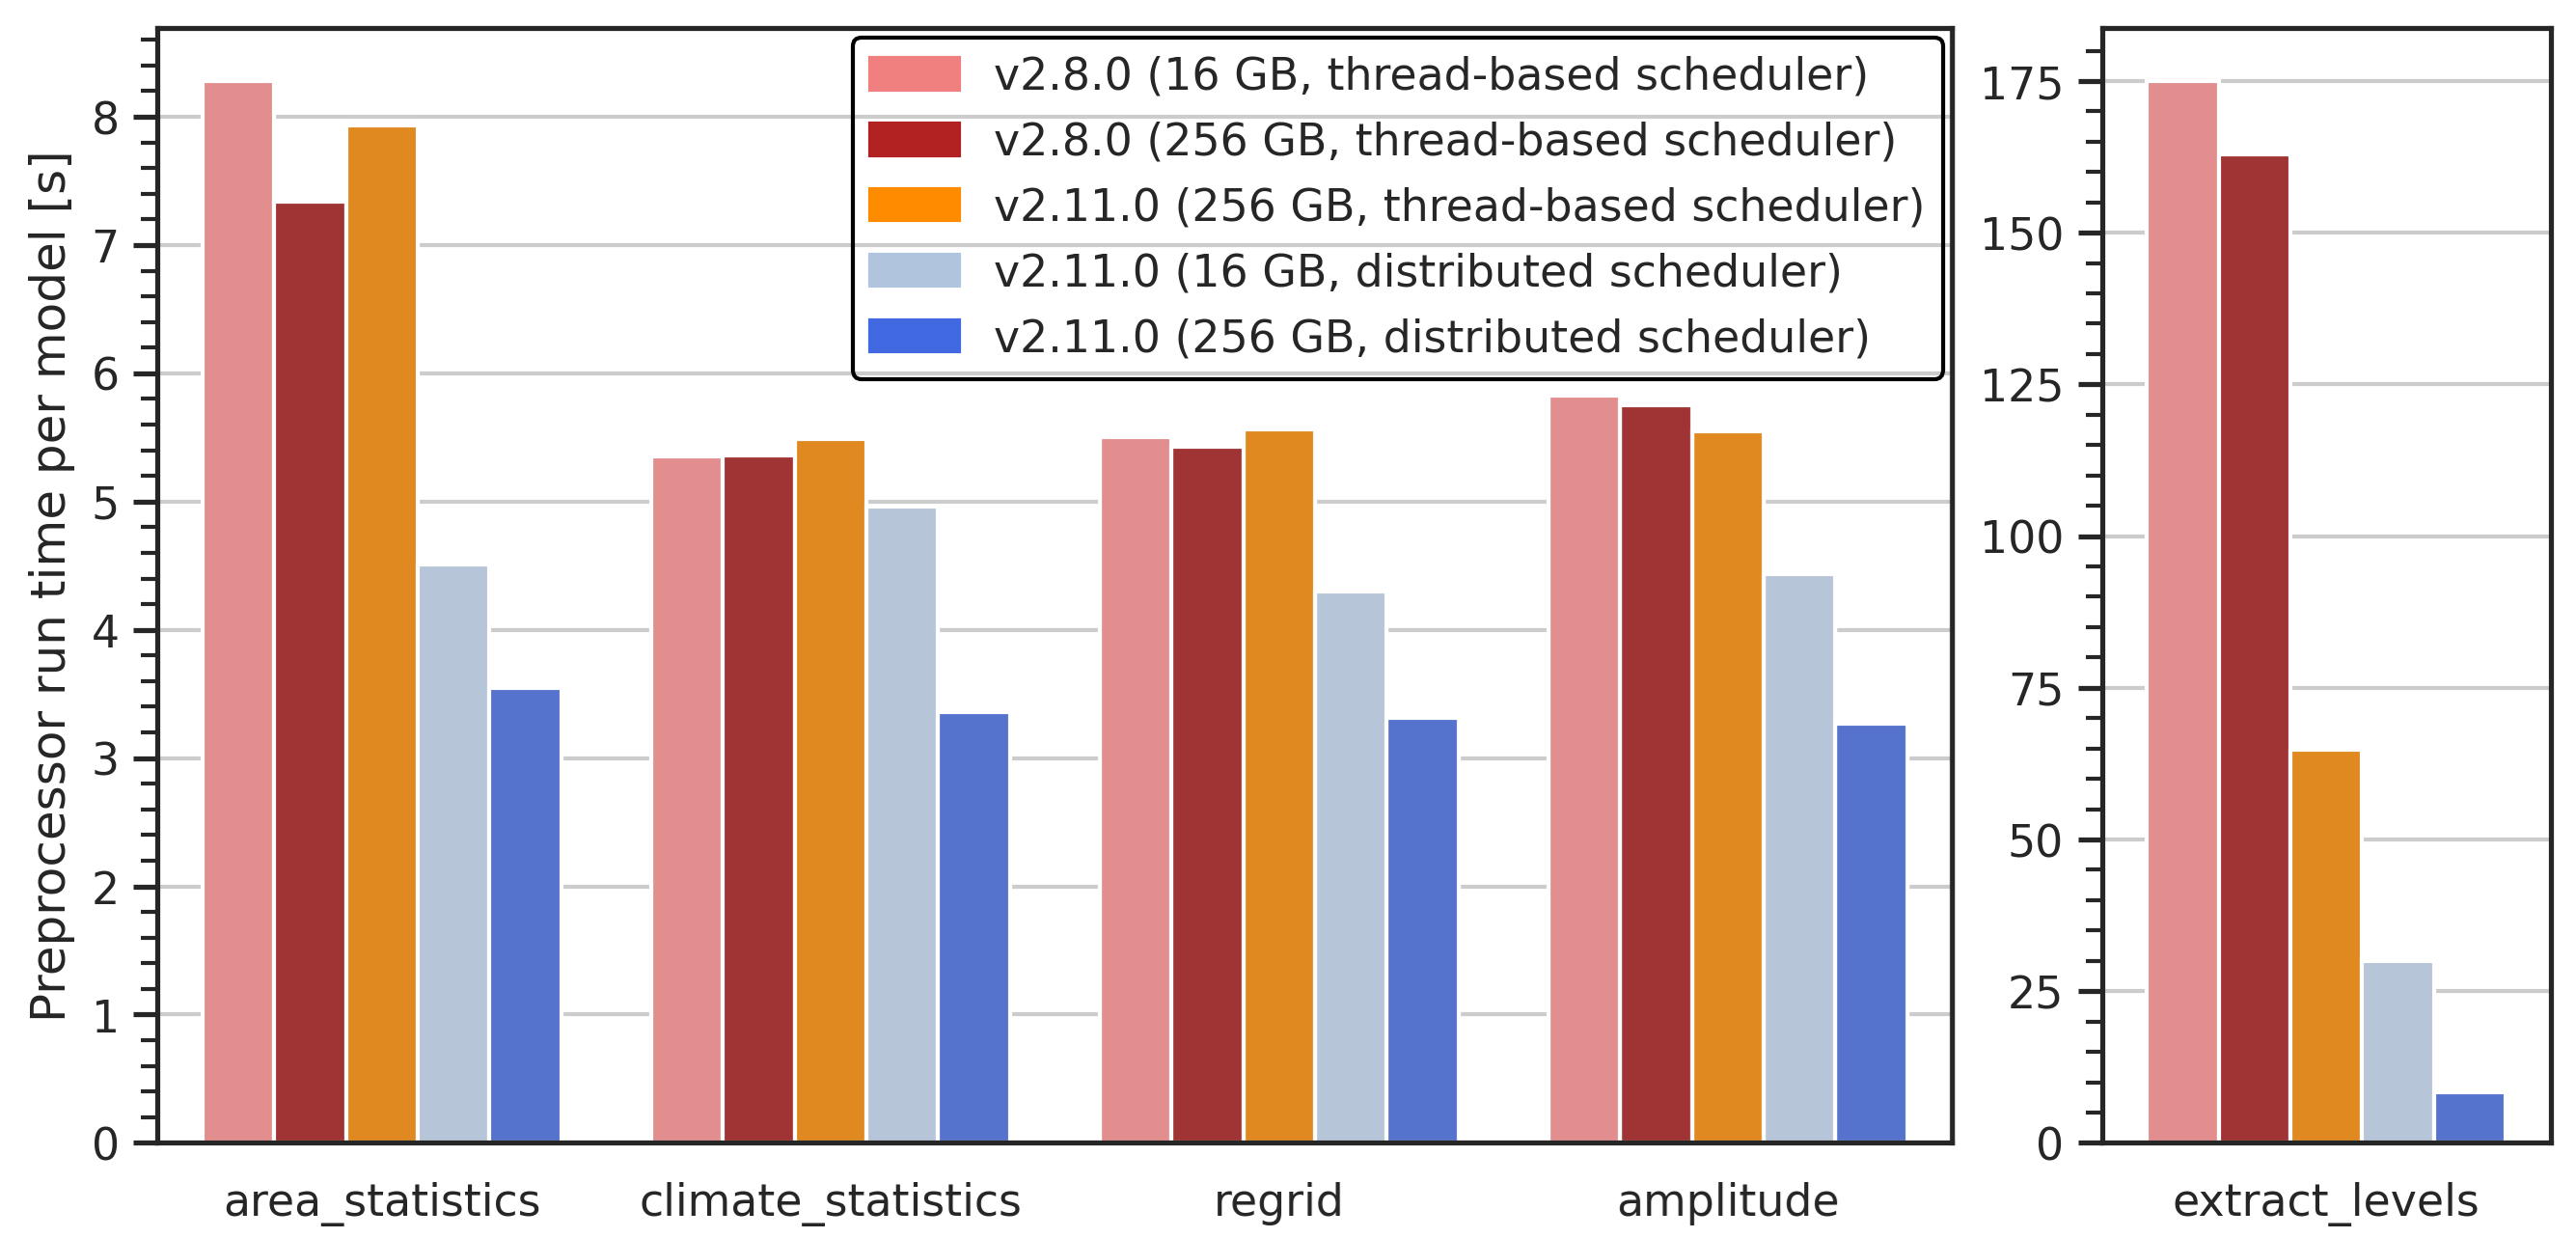 Preprocessor run time per model [s]
8
7
6
5
4
3
2
1
0
v2.8.0 (16 GB, thread-based scheduler)
v2.8.0 (256 GB, thread-based scheduler)
v2.11.0 (256 GB, thread-based scheduler)
v2.11.0 (16 GB, distributed scheduler)
v2.11.0 (256 GB, distributed scheduler)
area_statistics
climate_statistics
regrid
amplitude
175
150
125
100
75
50
25
0
extract_levels